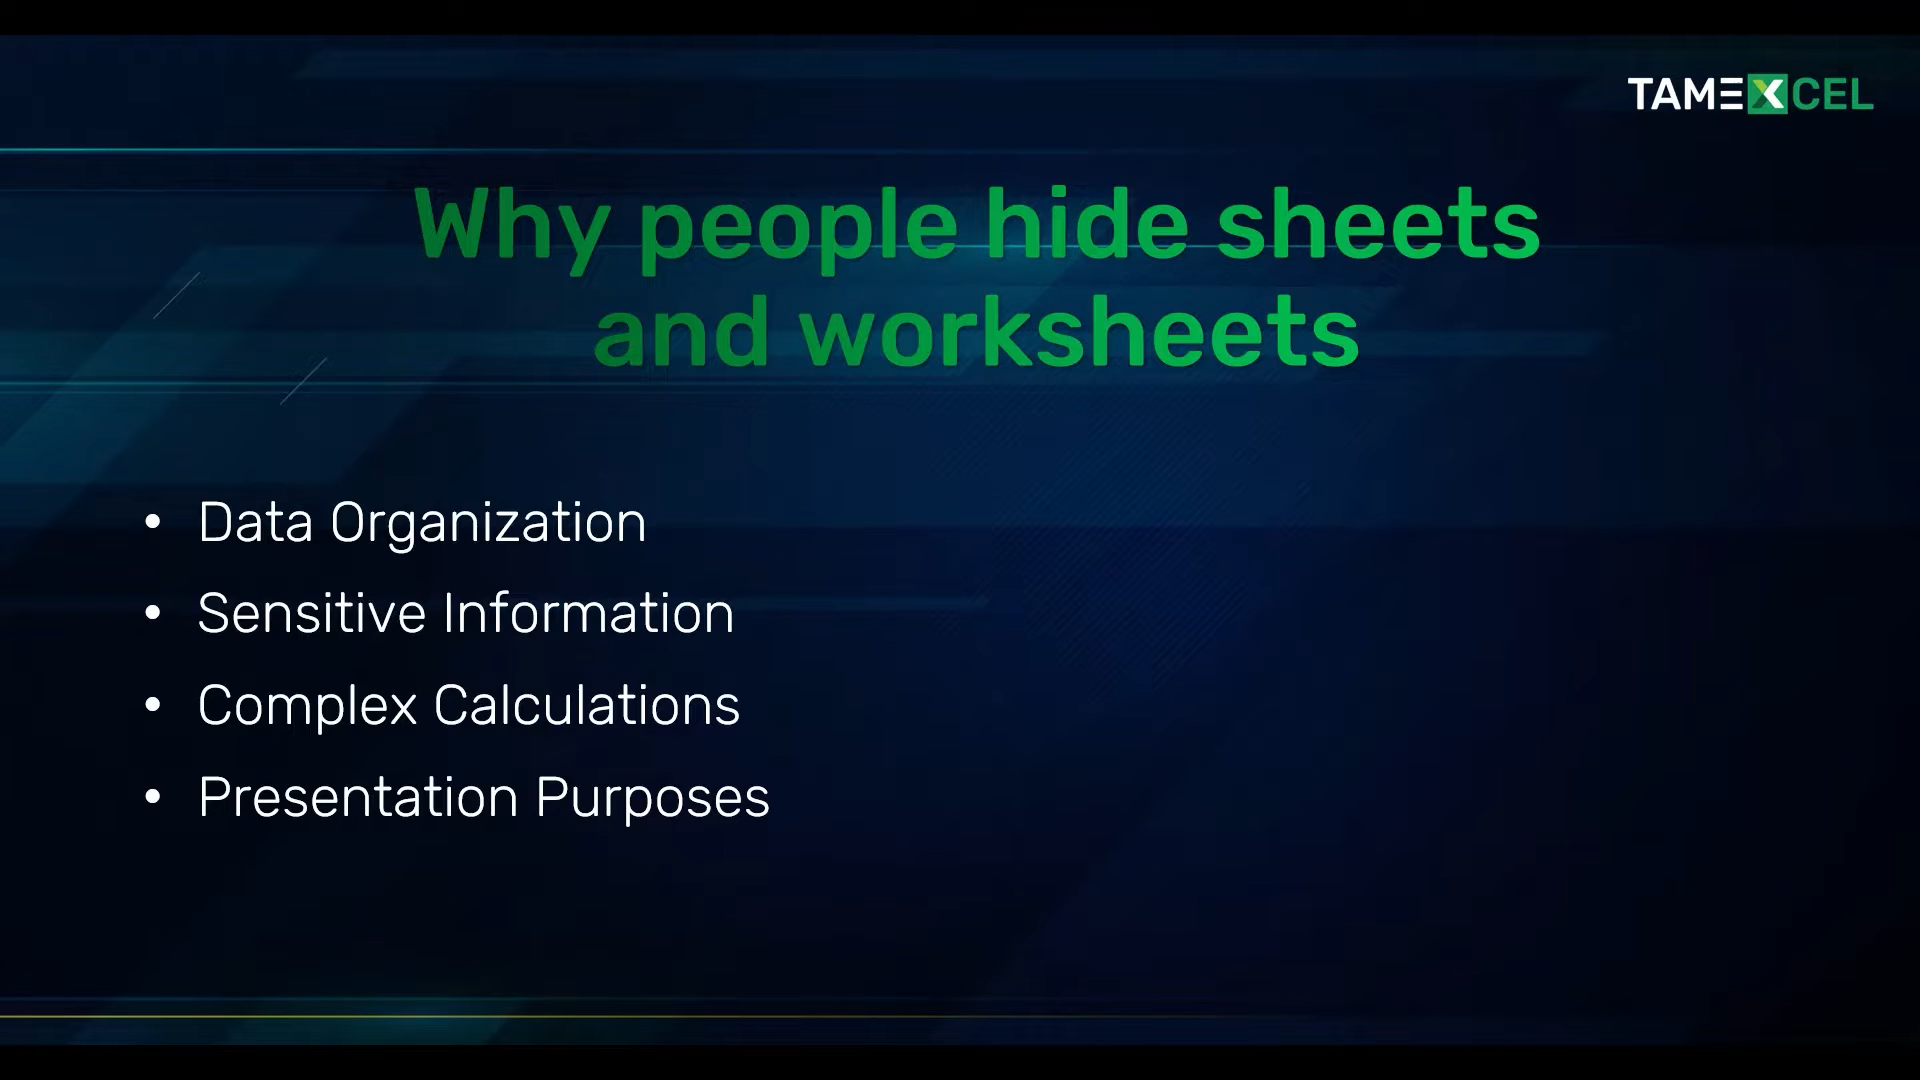 TAMEXCEL
Why people hide sheets
and worksheets
• Data Organization
• Sensitive Information
• Complex Calculations
• Presentation Purposes